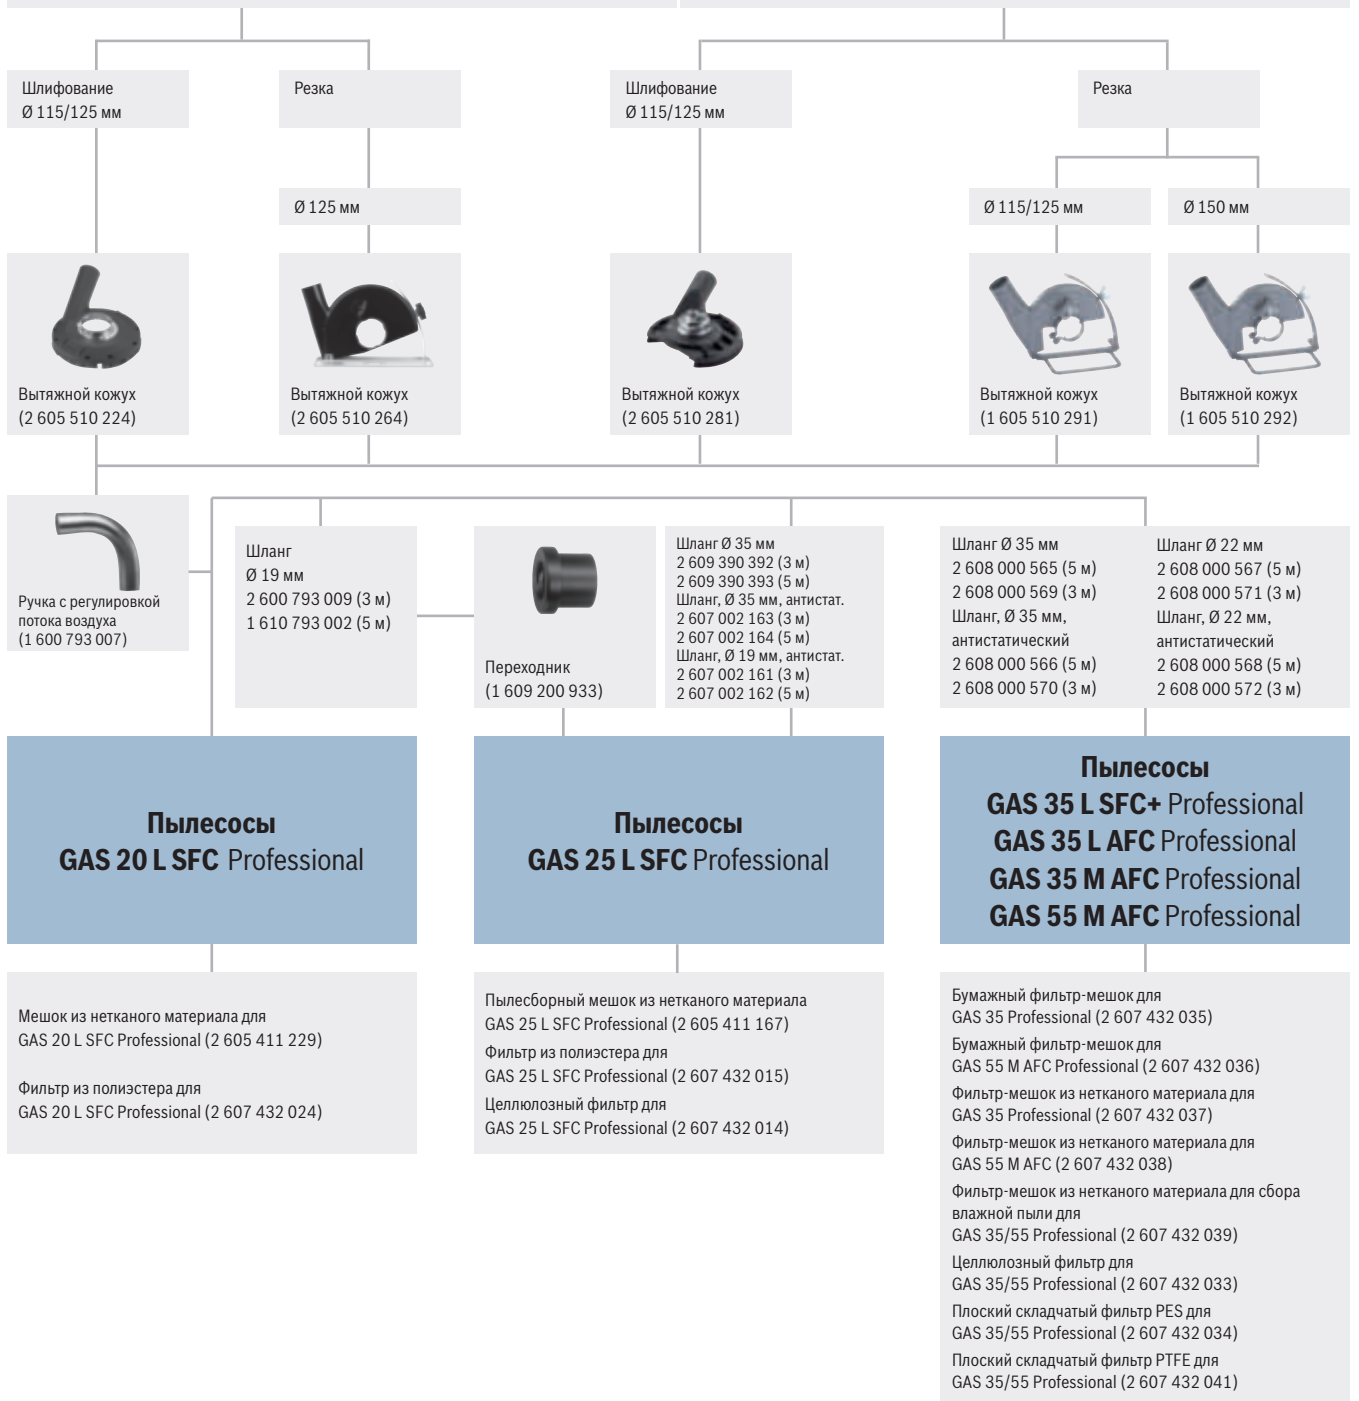 Шлифование
Ø 115/125 мм
Резка
Шлифование
Ø 115/125 мм
Резка
Ø 125 мм
Ø 115/125 мм
Ø 150 мм
Вытяжной кожух
(2 605 510 224)
Вытяжной кожух
(2 605 510 264)
Вытяжной кожух
(2 605 510 281)
Вытяжной кожух
(1 605 510 291)
Вытяжной кожух
(1 605 510 292)
Ручка с регулировкой
потока воздуха
(1 600 793 007)
Шланг
Ø 19 мм
2 600 793 009 (3 м)
1 610 793 002 (5 м)
Переходник
(1 609 200 933)
Шланг Ø 35 мм
2 609 390 392 (3 м)
2 609 390 393 (5 м)
Шланг, Ø 35 мм, антистат.
2 607 002 163 (3 м)
2 607 002 164 (5 м)
Шланг, Ø 19 мм, антистат.
2 607 002 161 (3 м)
2 607 002 162 (5 м)
Шланг Ø 35 мм
2 608 000 565 (5 м)
2 608 000 569 (3 м)
Шланг, Ø 35 мм,
антистатический
2 608 000 566 (5 м)
2 608 000 570 (3 м)
Шланг Ø 22 мм
2 608 000 567 (5 м)
2 608 000 571 (3 м)
Шланг, Ø 22 мм,
антистатический
2 608 000 568 (5 м)
2 608 000 572 (3 м)
Пылесосы
GAS 20 L SFC Professional
Пылесосы
GAS 25 L SFC Professional
Пылесосы
GAS 35 L SFC+ Professional
GAS 35 L AFC Professional
GAS 35 M AFC Professional
GAS 55 M AFC Professional
Мешок из нетканого материала для
GAS 20 L SFC Professional (2 605 411 229)
Фильтр из полиэстера для
GAS 20 L SFC Professional (2 607 432 024)
Пылесборный мешок из нетканого материала
GAS 25 L SFC Professional (2 605 411 167)
Фильтр из полиэстера для
GAS 25 L SFC Professional (2 607 432 015)
Целлюлозный фильтр для
GAS 25 L SFC Professional (2 607 432 014)
Бумажный фильтр-мешок для
GAS 35 Professional (2 607 432 035)
Бумажный фильтр-мешок для
GAS 55 M AFC Professional (2 607 432 036)
Фильтр-мешок из нетканого материала для
GAS 35 Professional (2 607 432 037)
Фильтр-мешок из нетканого материала для
GAS 55 M AFC (2 607 432 038)
Фильтр-мешок из нетканого материала для сбора
влажной пыли для
GAS 35/55 Professional (2 607 432 039)
Целлюлозный фильтр для
GAS 35/55 Professional (2 607 432 033)
Плоский складчатый фильтр PES для
GAS 35/55 Professional (2 607 432 034)
Плоский складчатый фильтр PTFE для
GAS 35/55 Professional (2 607 432 041)